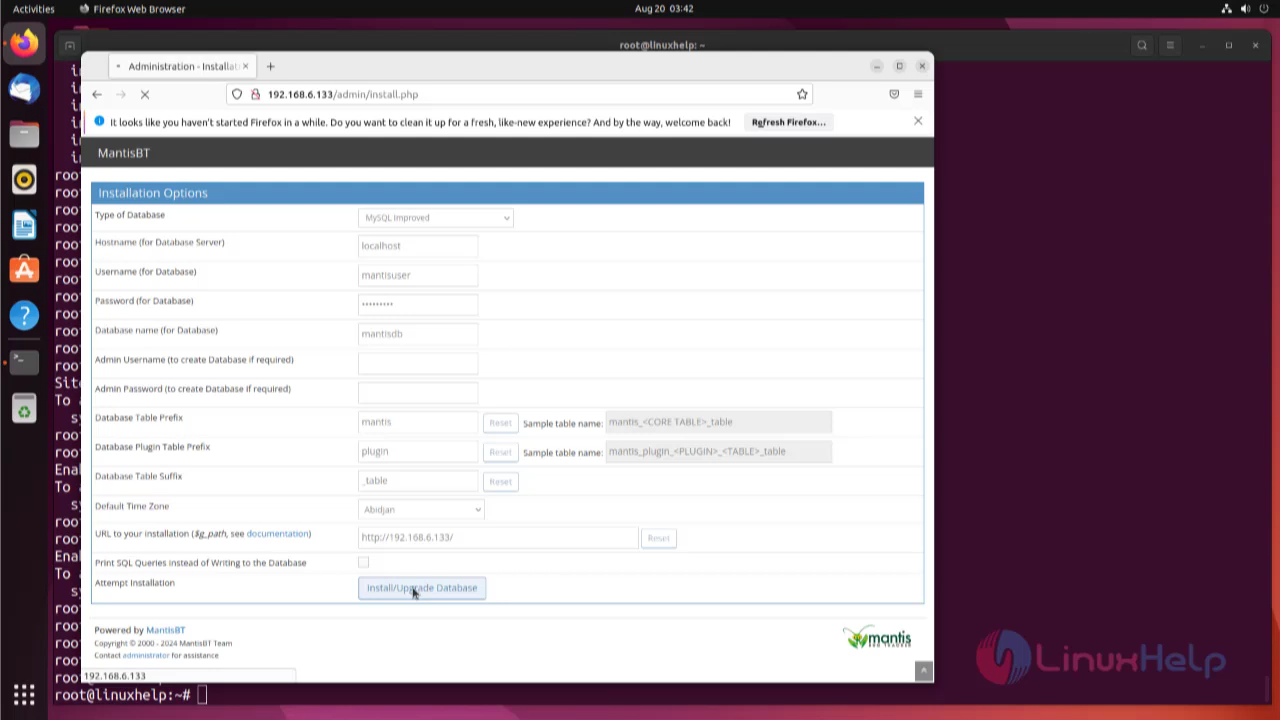 Activities
Firefox Web Browser
Aug 20 03:42
root@linuxhelp: ~
Administration - Installat
192.168.6.133/admin/install.php
It looks like you haven't started Firefox in a while. Do you want to clean it up for a fresh, like-new experience? And by the way, welcome back!
Refresh Firefox...
MantisBT
Installation Options
Type of Database
MySQL Improved
Hostname (for Database Server)
localhost
Username (for Database)
mantisuser
Password (for Database)
•••••••••
Database name (for Database)
mantisdb
Admin Username (to create Database if required)
Admin Password (to create Database if required)
Database Table Prefix
mantis
Reset
Sample table name:
mantis_<CORE TABLE>_table
Database Plugin Table Prefix
plugin
Reset
Sample table name:
mantis_plugin_<PLUGIN>_<TABLE>_table
Database Table Suffix
_table
Reset
Default Time Zone
Abidjan
URL to your installation ($g_path, see documentation)
http://192.168.6.133/
Reset
Print SQL Queries instead of Writing to the Database
Attempt Installation
Install/Upgrade Database
Powered by MantisBT
Copyright © 2000 - 2024 MantisBT Team
Contact administrator for assistance
mantis
BUG TRACKER
192.168.6.133
root@linuxhelp:~#
LinuxHelp